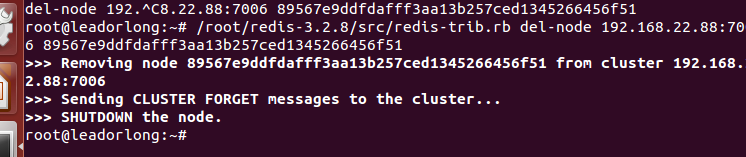 del-node 192.^C8.22.88:7006 89567e9ddfdafff3aa13b257ced1345266456f51
root@leadorlong:~# /root/redis-3.2.8/src/redis-trib.rb del-node 192.168.22.88:70
6 89567e9ddfdafff3aa13b257ced1345266456f51
>>> Removing node 89567e9ddfdafff3aa13b257ced1345266456f51 from cluster 192.168.
2.88:7006
>>> Sending CLUSTER FORGET messages to the cluster...
>>> SHUTDOWN the node.
root@leadorlong:~#